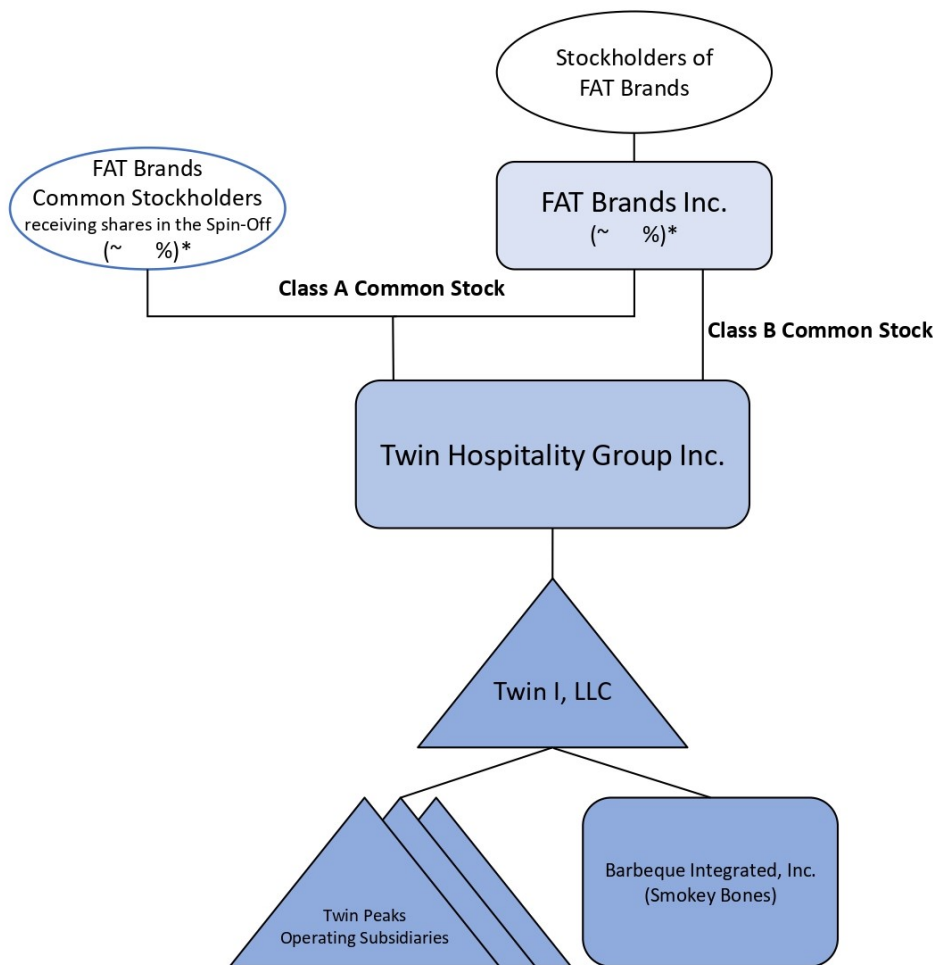 Stockholders of
FAT Brands
FAT Brands
Common Stockholders
receiving shares in the Spin-Off
(~      %)*
FAT Brands Inc.
(~      %)*
Class A Common Stock
Class B Common Stock
Twin Hospitality Group Inc.
Twin I, LLC
Twin Peaks
Operating Subsidiaries
Barbeque Integrated, Inc.
(Smokey Bones)